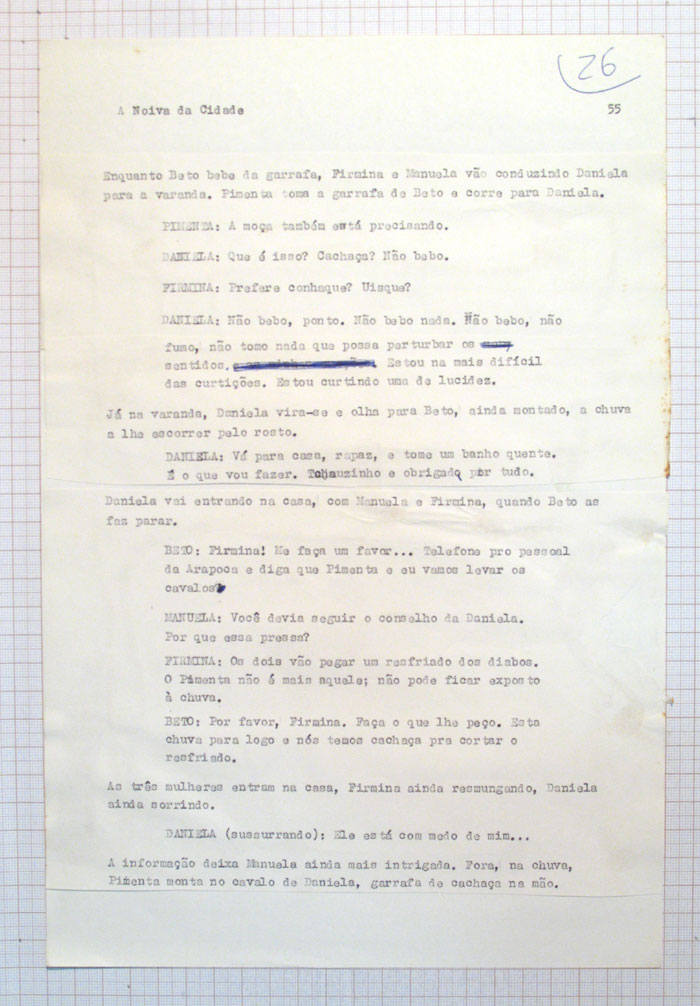 26
A Noiva da Cidade 55
Enquanto Beto bebe da garrafa, Firmina e Manuela vão conduzindo Daniela
para a varanda. Pimenta toma a garrafa de Beto e corre para Daniela.
PIMENTA: A moça também está precisando.
DANIELA: Que é isso? Cachaça? Não bebo.
FIRMINA: Prefere conhaque? Uisque?
DANIELA: Não bebo, ponto. Não bebo nada. Não bebo, não
fumo, não tomo nada que possa perturbar os
sentidos. Estou na mais difícil
das curtições. Estou curtindo uma de lucidez.
Já na varanda, Daniela vira-se e olha para Beto, ainda montado, a chuva
a lhe escorrer pelo rosto.
DANIELA: Vá para casa, rapaz, e tome um banho quente.
É o que vou fazer. Tchauzinho e obrigado por tudo.
Daniela vai entrando na casa, com Manuela e Firmina, quando Beto as
faz parar.
BETO: Firmina! Me faça um favor... Telefone pro pessoal
da Arapoca e diga que Pimenta e eu vamos levar os
cavalos
MANUELA: Você devia seguir o conselho da Daniela.
Por que essa pressa?
FIRMINA: Os dois vão pegar um resfriado dos diabos.
O Pimenta não é mais aquele; não pode ficar exposto
à chuva.
BETO: Por favor, Firmina. Faça o que lhe peço. Esta
chuva para logo e nós temos cachaça pra cortar o
resfriado.
As três mulheres entram na casa, Firmina ainda resmungando, Daniela
ainda sorrindo.
DANIELA (sussurrando): Ele está com medo de mim...
A informação deixa Manuela ainda mais intrigada. Fora, na chuva,
Pimenta monta no cavalo de Daniela, garrafa de cachaça na mão.